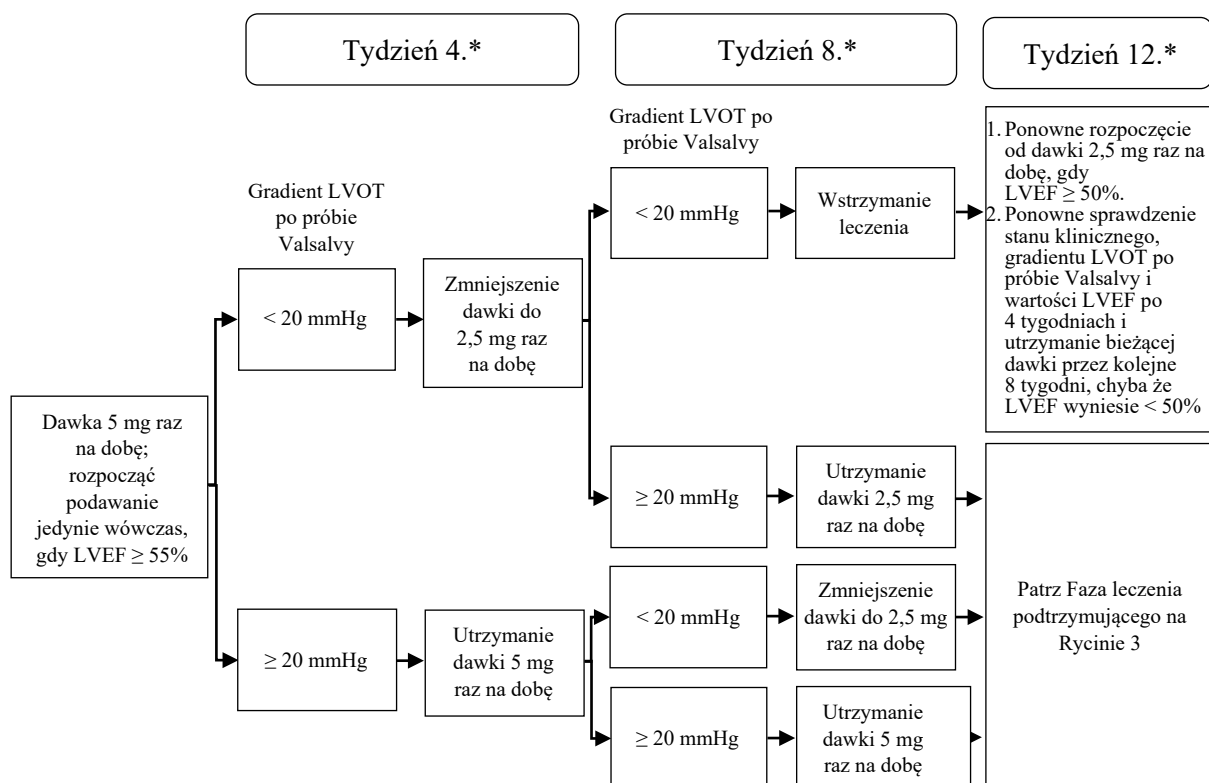 Tydzień 4.*
Tydzień 8.*
Tydzień 12.*
Dawka 5 mg raz
na dobę;
rozpocząć
podawanie
jedynie wówczas,
gdy LVEF ≥ 55%
Gradient LVOT
po próbie
Valsalvy
< 20 mmHg
Zmniejszenie
dawki do
2,5 mg raz
na dobę
≥ 20 mmHg
Utrzymanie
dawki 5 mg
raz na dobę
Gradient LVOT po
próbie Valsalvy
< 20 mmHg
Wstrzymanie
leczenia
≥ 20 mmHg
Utrzymanie
dawki 2,5 mg
raz na dobę
< 20 mmHg
Zmniejszenie
dawki do 2,5 mg
raz na dobę
≥ 20 mmHg
Utrzymanie
dawki 5 mg
raz na dobę
1. Ponowne rozpoczęcie
od dawki 2,5 mg raz na
dobę, gdy
LVEF ≥ 50%.
2. Ponowne sprawdzenie
stanu klinicznego,
gradientu LVOT po
próbie Valsalvy i
wartości LVEF po
4 tygodniach i
utrzymanie bieżącej
dawki przez kolejne
8 tygodni, chyba że
LVEF wyniesie < 50%
Patrz Faza leczenia
podtrzymującego na
Rycinie 3